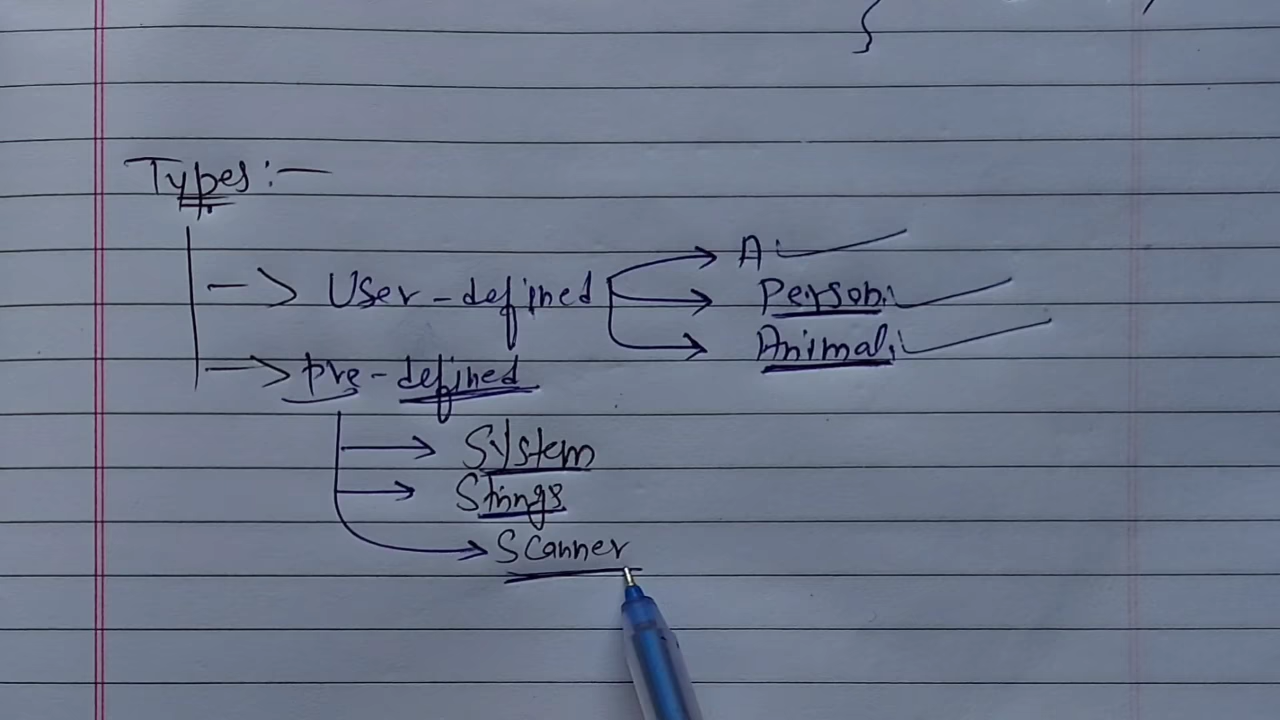 }
Types :-
-> User-defined -> A
-> Person
-> Animal
-> Pre-defined
-> System
-> Strings
-> Scanner